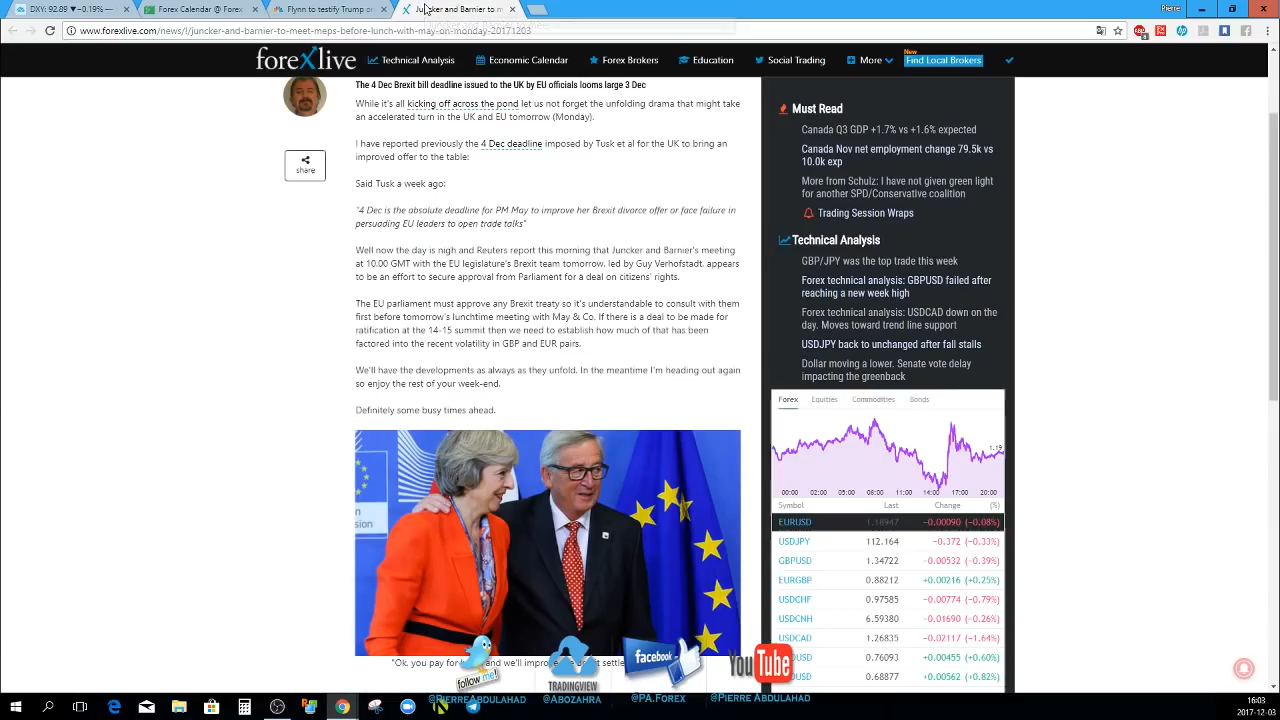 DXY: 92.89 ▼−0.19% —
Forex Calendar @ Forex
Flynn to testify Trump or
Juncker and Barnier to m
Pierre
www.forexlive.com/news/!/juncker-and-barnier-to-meet-meps-before-lunch-with-may-on-monday-20171203
forexlive
Technical Analysis
Economic Calendar
Forex Brokers
Education
Social Trading
More
New
Find Local Brokers
The 4 Dec Brexit bill deadline issued to the UK by EU officials looms large 3 Dec
While it's all kicking off across the pond let us not forget the unfolding drama that might take
an accelerated turn in the UK and EU tomorrow (Monday).
I have reported previously the 4 Dec deadline imposed by Tusk et al for the UK to bring an
improved offer to the table:
share
Said Tusk a week ago:
"4 Dec is the absolute deadline for PM May to improve her Brexit divorce offer or face failure in
persuading EU leaders to open trade talks"
Well now the day is nigh and Reuters report this morning that Juncker and Barnier's meeting
at 10.00 GMT with the EU legislature's Brexit team tomorrow, led by Guy Verhofstadt, appears
to be an effort to secure approval from Parliament for a deal on citizens' rights.
The EU parliament must approve any Brexit treaty so it's understandable to consult with them
first before tomorrow's lunchtime meeting with May & Co. If there is a deal to be made for
ratification at the 14-15 summit then we need to establish how much of that has been
factored into the recent volatility in GBP and EUR pairs.
We'll have the developments as always as they unfold. In the meantime I'm heading out again
so enjoy the rest of your week-end.
Definitely some busy times ahead.
"Ok, you pay for and we'll improve settle
Must Read
Canada Q3 GDP +1.7% vs +1.6% expected
Canada Nov net employment change 79.5k vs
10.0k exp
More from Schulz: I have not given green light
for another SPD/Conservative coalition
Trading Session Wraps
Technical Analysis
GBP/JPY was the top trade this week
Forex technical analysis: GBPUSD failed after
reaching a new week high
Forex technical analysis: USDCAD down on the
day. Moves toward trend line support
USDJPY back to unchanged after fall stalls
Dollar moving a lower. Senate vote delay
impacting the greenback
Forex Equities Commodities Bonds
1.19
00:00 02:00 05:00 08:00 11:00 14:00 17:00 20:00
Symbol Last Change (%)
EURUSD 1.18947 −0.00090 (−0.08%)
USDJPY 112.164 −0.372 (−0.33%)
GBPUSD 1.34722 −0.00532 (−0.39%)
EURGBP 0.88212 +0.00216 (+0.25%)
USDCHF 0.97585 −0.00774 (−0.79%)
USDCNH 6.59380 −0.01690 (−0.26%)
USDCAD 1.26835 −0.02117 (−1.64%)
USD 0.76093 +0.00455 (+0.60%)
USD 0.68877 +0.00562 (+0.82%)
follow me!
TRADINGVIEW
facebook
YouTube
@PIERREABDULAHAD
@ABOZAHRA
@PA.FOREX
@PIERRE ABDULAHAD
16:03
2017-12-03